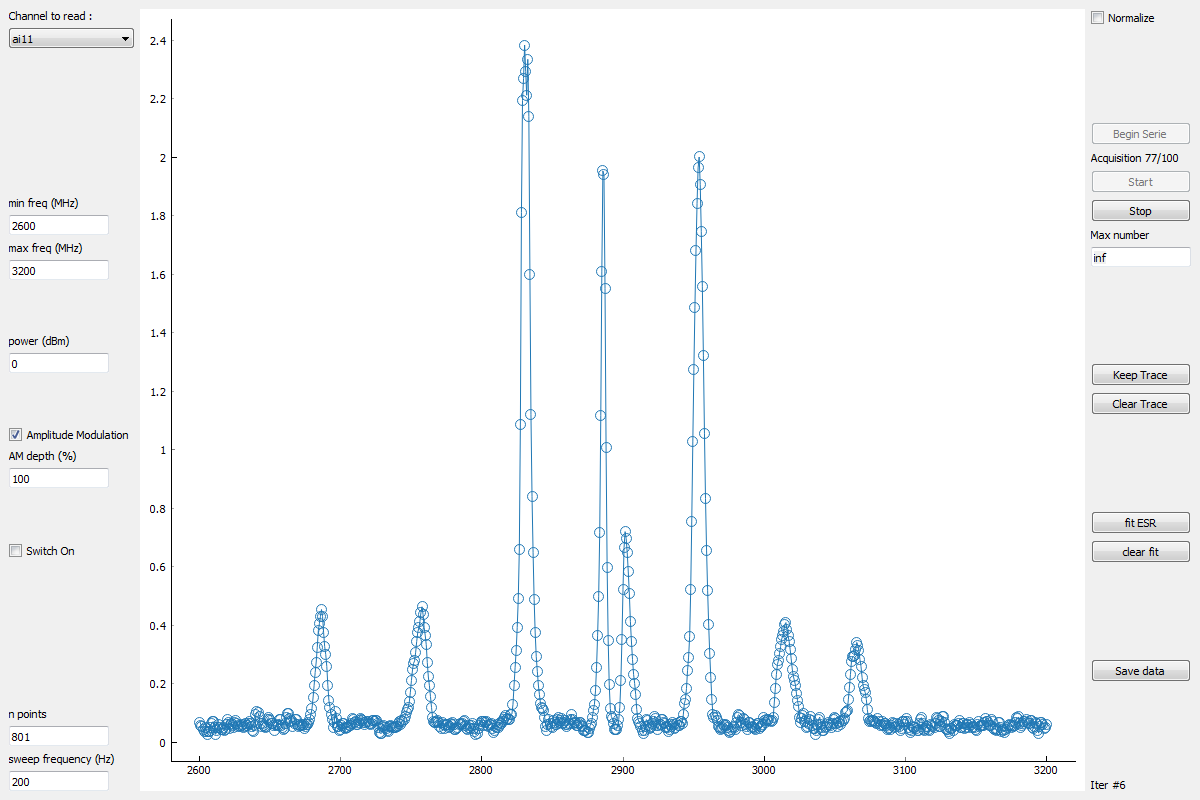 Channel to read :
ai11
min freq (MHz)
2600
max freq (MHz)
3200
power (dBm)
0
Amplitude Modulation
AM depth (%)
100
Switch On
n points
801
sweep frequency (Hz)
200
2.4
2.2
2
1.8
1.6
1.4
1.2
1
0.8
0.6
0.4
0.2
0
2600 2700 2800 2900 3000 3100 3200
Normalize
Begin Serie
Acquisition 77/100
Start
Stop
Max number
inf
Keep Trace
Clear Trace
fit ESR
clear fit
Save data
Iter #6